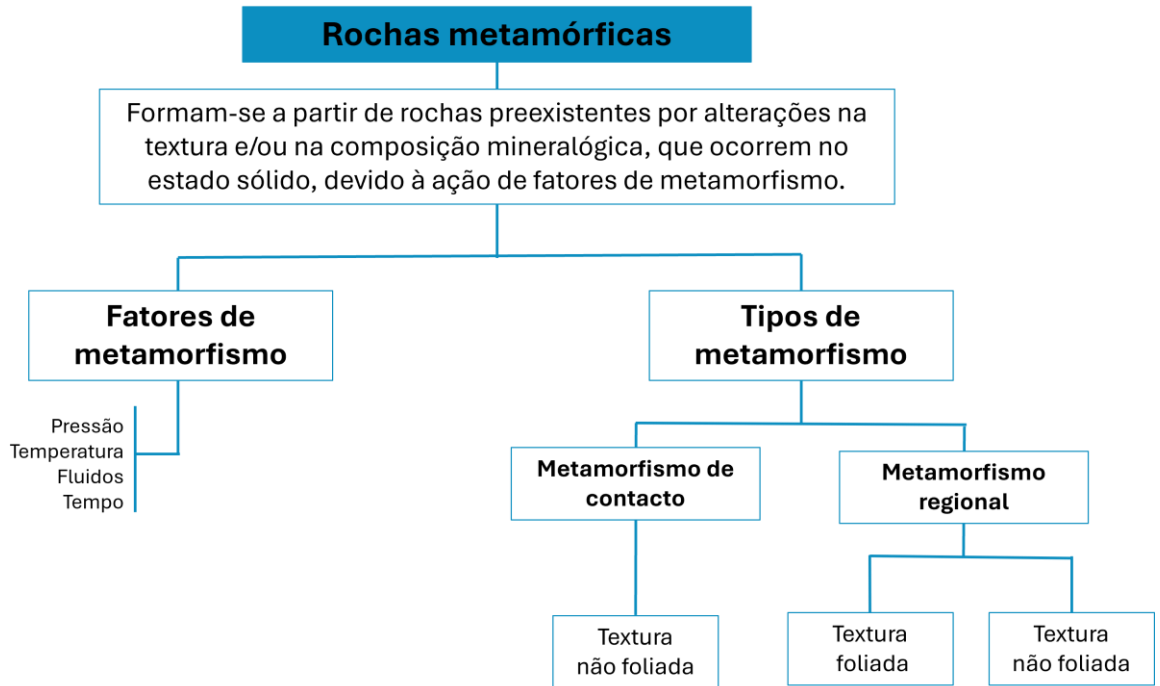 Rochas metamórficas
Formam-se a partir de rochas preexistentes por alterações na
textura e/ou na composição mineralógica, que ocorrem no
estado sólido, devido à ação de fatores de metamorfismo.
Fatores de
metamorfismo
Pressão
Temperatura
Fluidos
Tempo
Tipos de
metamorfismo
Metamorfismo de
contacto
Textura
não foliada
Metamorfismo
regional
Textura
foliada
Textura
não foliada